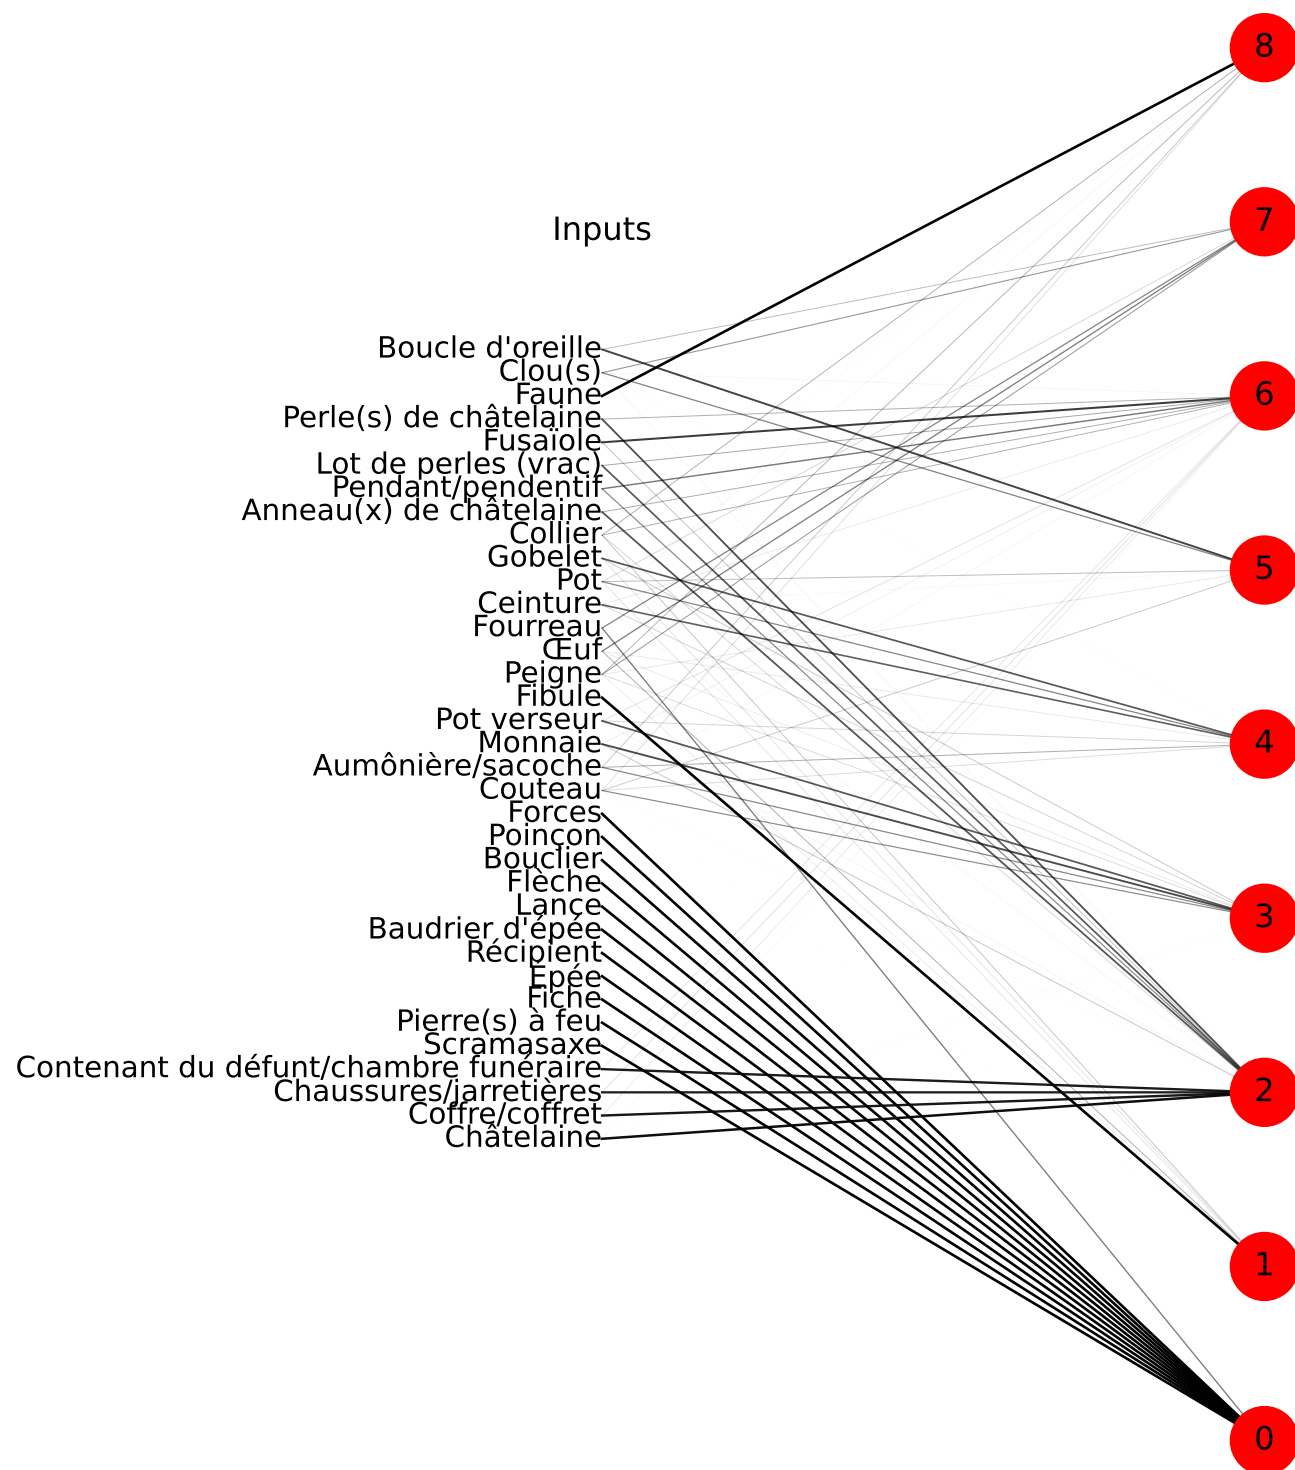 8
7
Inputs
Boucle d'oreille
Clou(s)
Faune
6
Perle(s) de châtelaine
Fusaïole
Lot de perles (vrac)
Pendant/pendentif
Anneau(x) de châtelaine
Collier
Gobelet
5
Pot
Ceinture
Fourreau
Œuf
Peigne
Fibule
Pot verseur
4
Monnaie
Aumônière/sacoche
Couteau
Forces
Poinçon
Bouclier
Flèche
Lance
3
Baudrier d'épée
Récipient
Épée
Fiche
Pierre(s) à feu
Scramasaxe
Contenant du défunt/chambre funéraire
Chaussures/jarretières
2
Coffre/coffret
Châtelaine
1
0